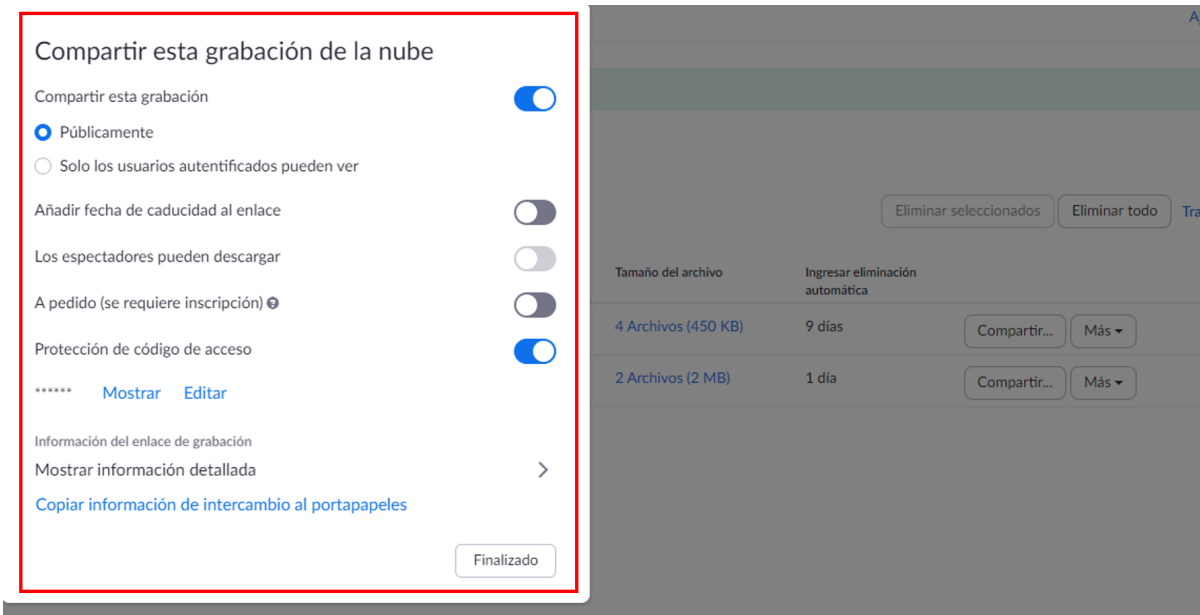 Compartir esta grabación de la nube
Compartir esta grabación
Públicamente
Solo los usuarios autentificados pueden ver
Añadir fecha de caducidad al enlace
Los espectadores pueden descargar
A pedido (se requiere inscripción)
Protección de código de acceso
****** Mostrar Editar
Información del enlace de grabación
Mostrar información detallada
Copiar información de intercambio al portapapeles
Finalizado
Eliminar seleccionados Eliminar todo
Tamaño del archivo Ingresar eliminación
automática
4 Archivos (450 KB) 9 días Compartir... Más
2 Archivos (2 MB) 1 día Compartir... Más